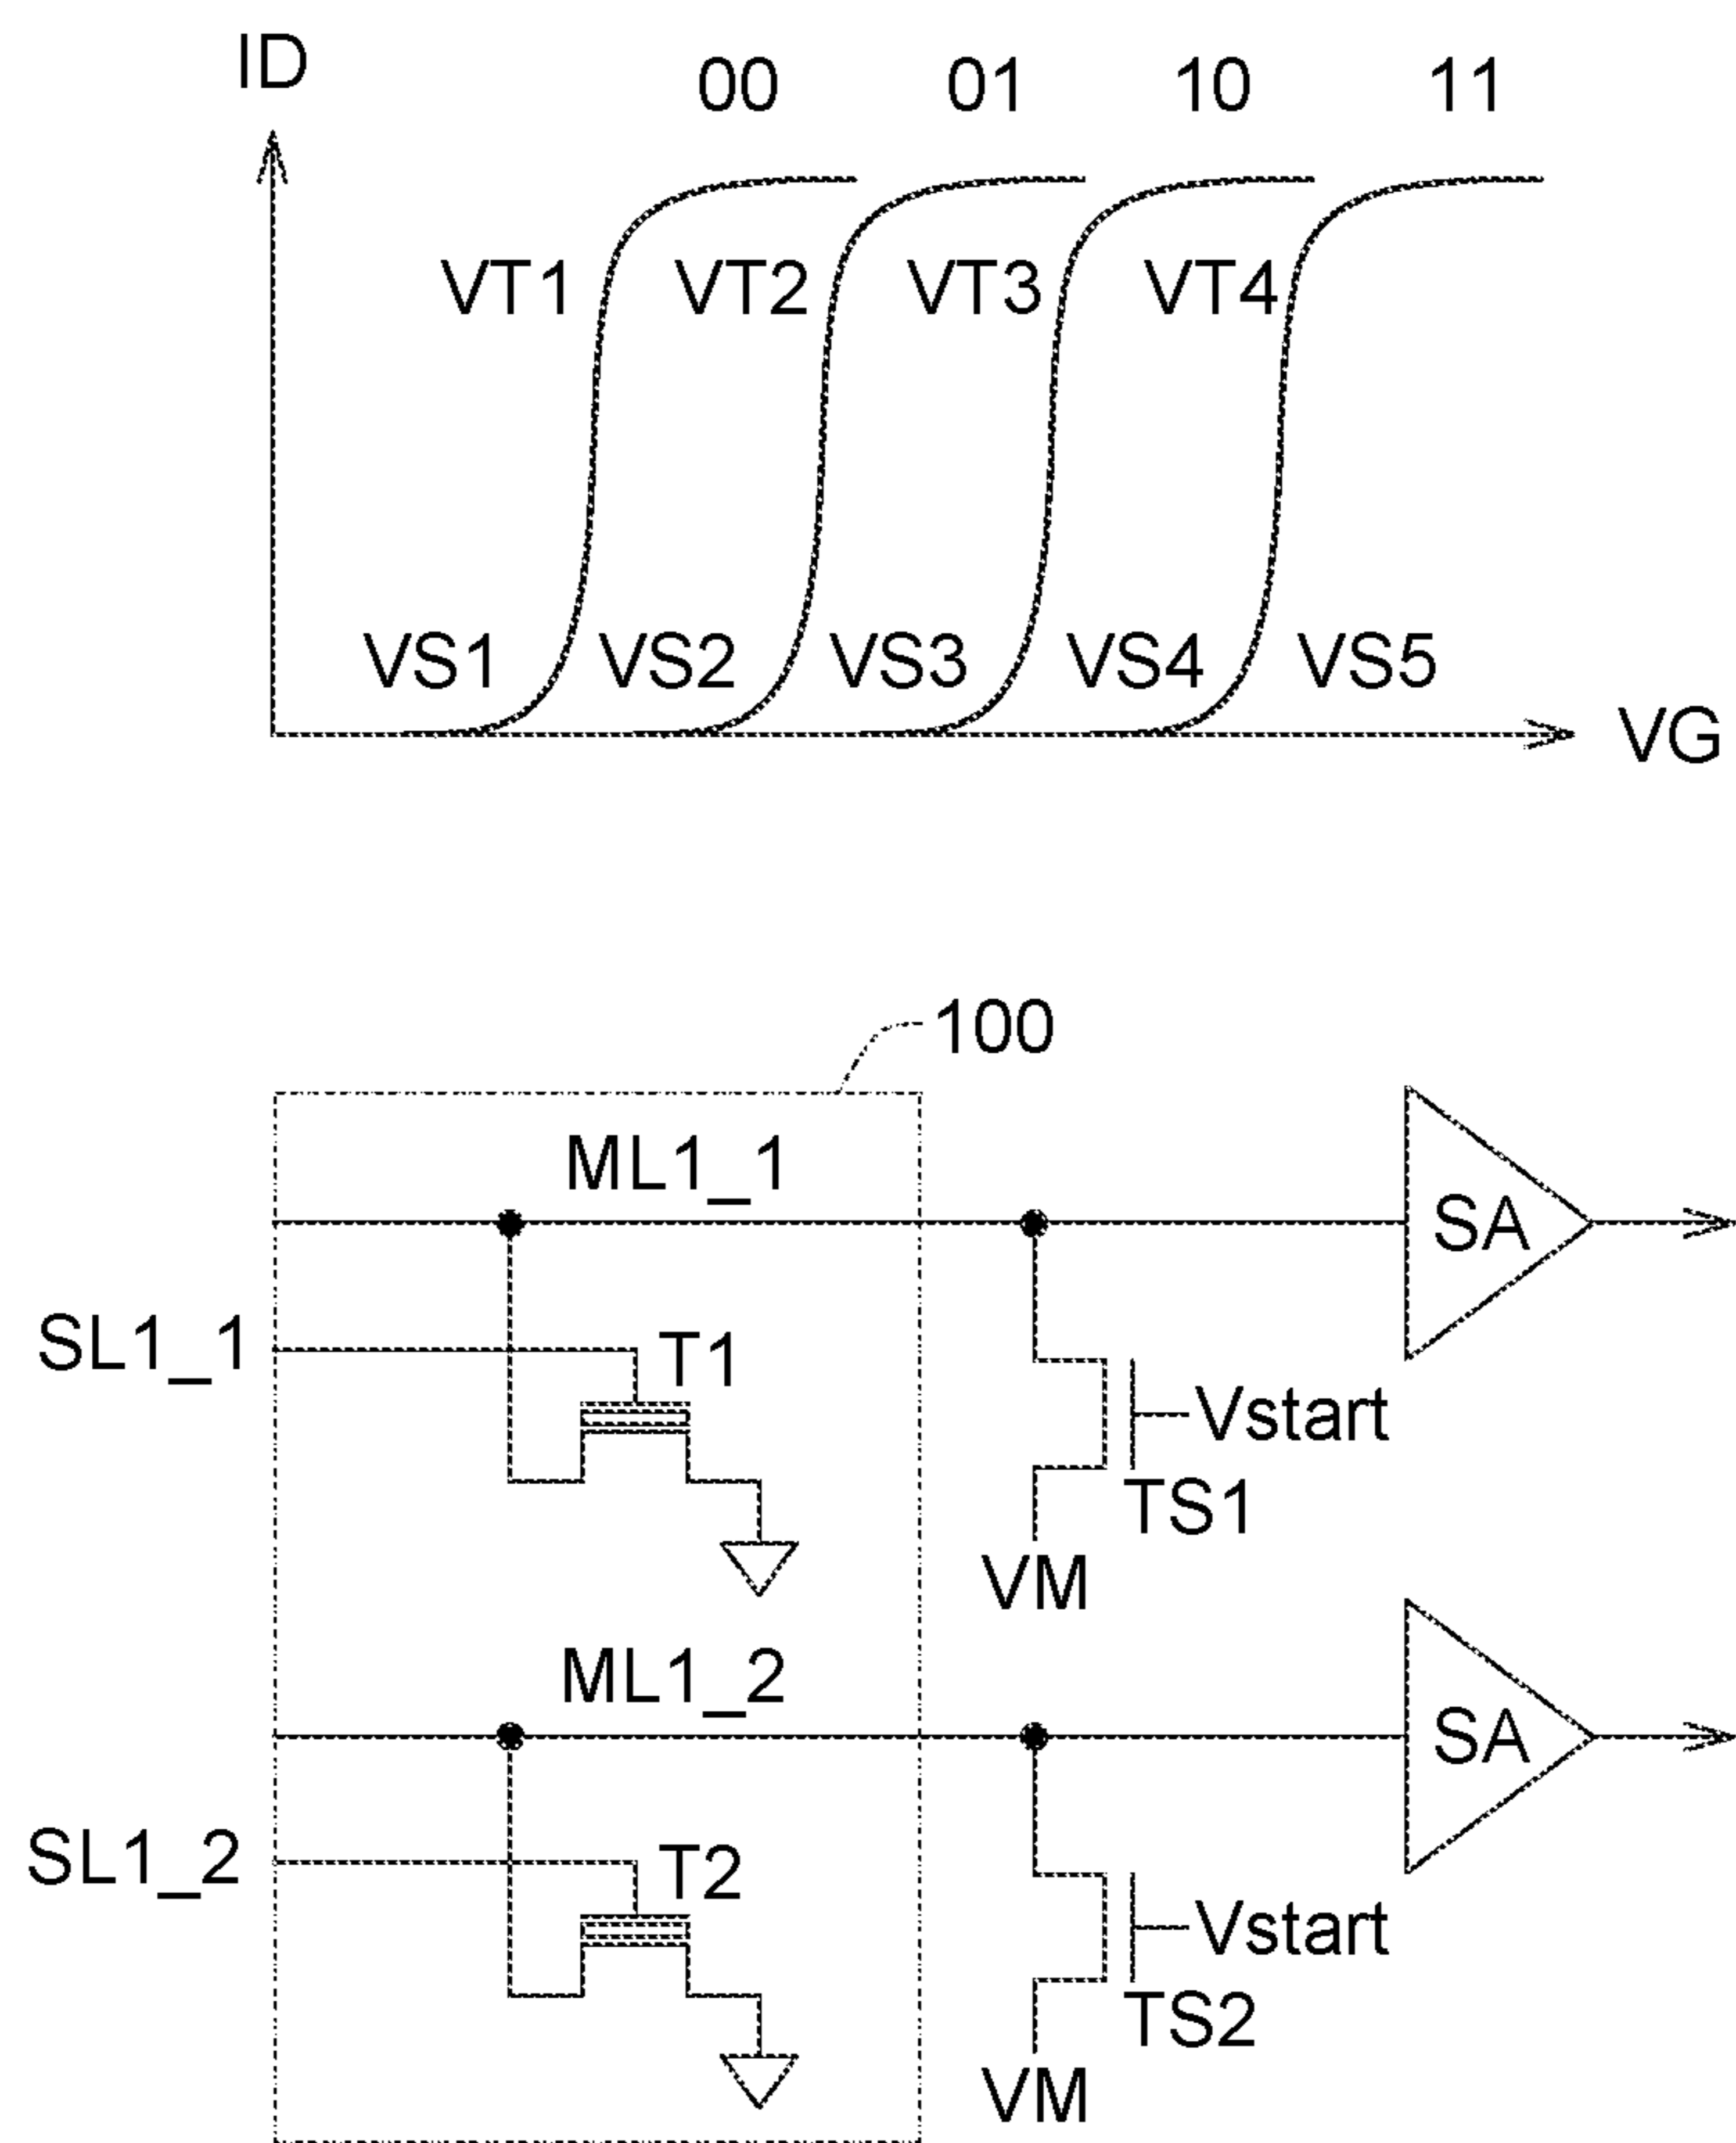 ID 00 01 10 11
VT1 VT2 VT3 VT4
VS1 VS2 VS3 VS4 VS5
VG
100
ML1_1
SA
SL1_1
T1
Vstart
TS1
VM
ML1_2
SA
SL1_2
T2
Vstart
TS2
VM